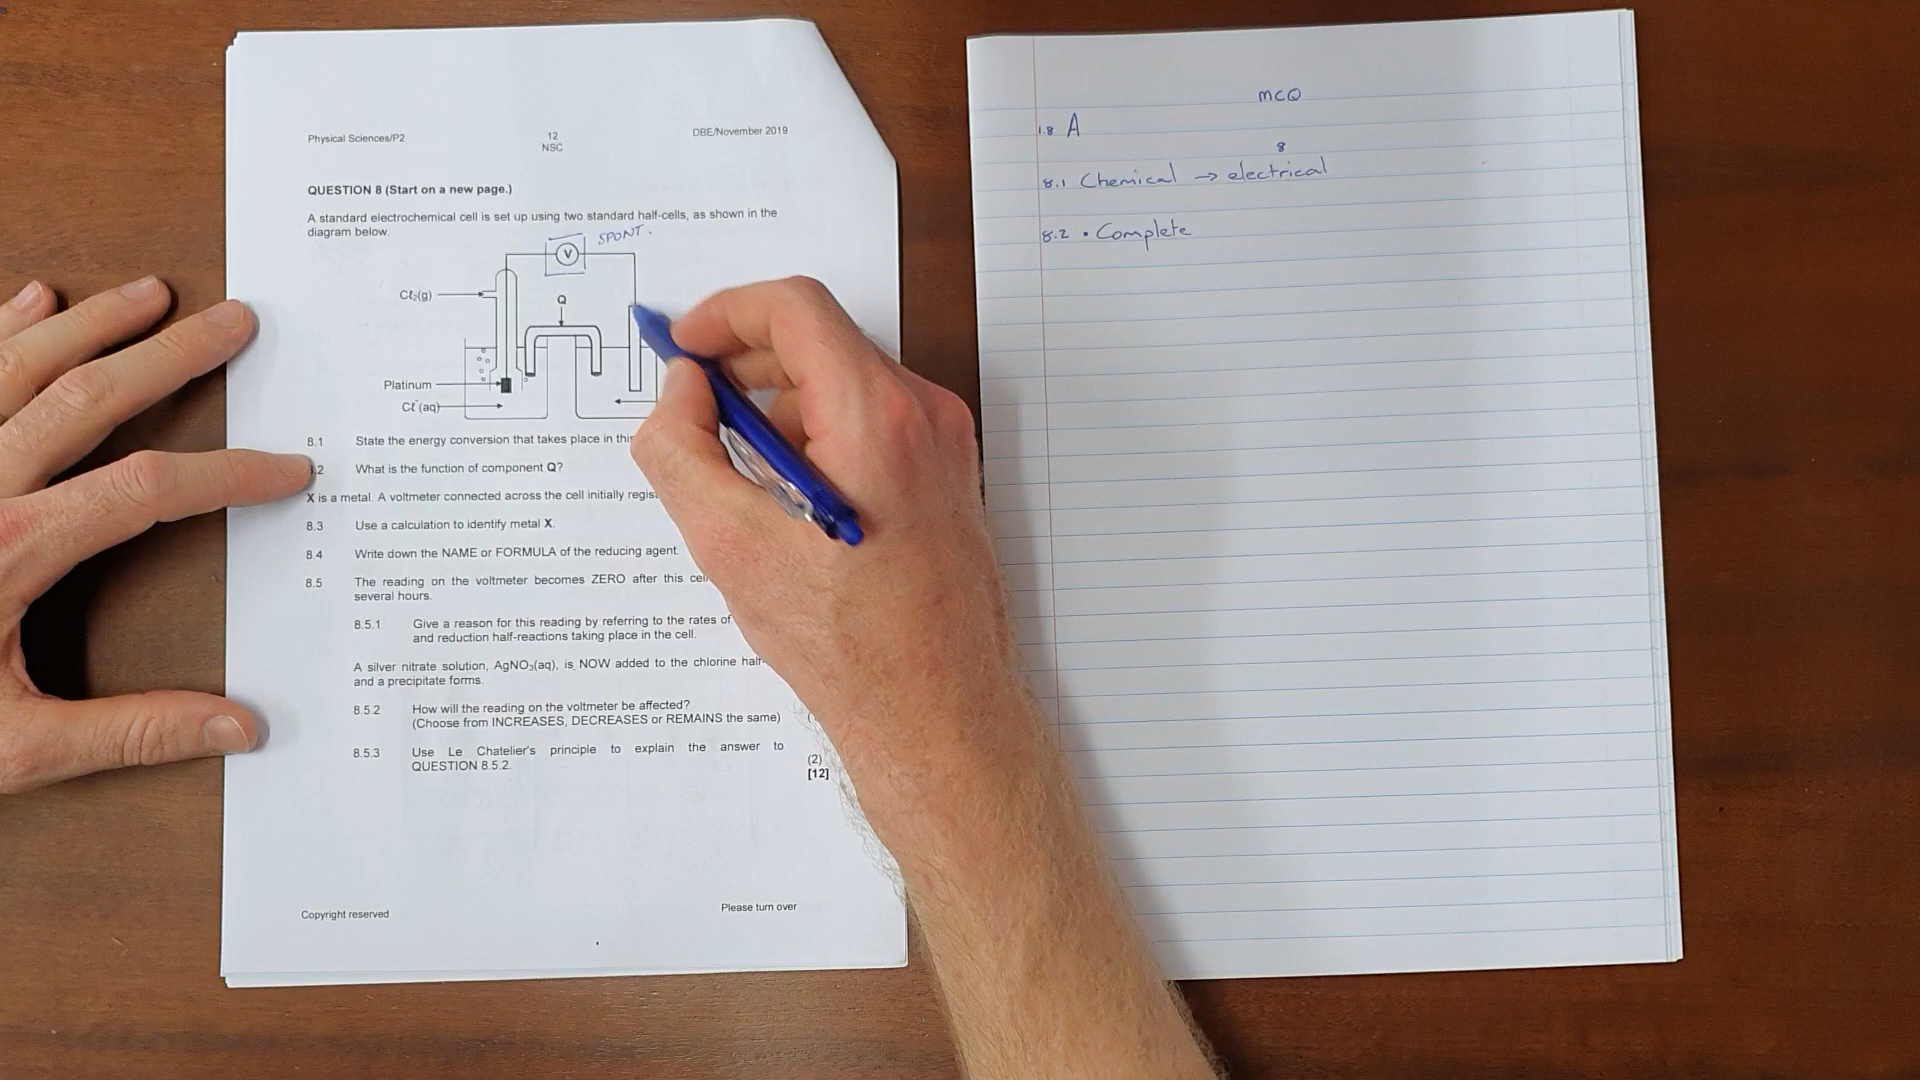 Physical Sciences/P2
12
NSC
DBE/November 2019
QUESTION 8 (Start on a new page.)
A standard electrochemical cell is set up using two standard half-cells, as shown in the
diagram below.
SPONT.
V
Cℓ₂(g)
Q
Platinum
Cℓ⁻(aq)
8.1 State the energy conversion that takes place in
8.2 What is the function of component Q?
X is a metal. A voltmeter connected across the cell initially
8.3 Use a calculation to identify metal X.
8.4 Write down the NAME or FORMULA of the reducing agent.
8.5 The reading on the voltmeter becomes ZERO after this
several hours.
8.5.1 Give a reason for this reading by referring to the rates of
and reduction half-reactions taking place in the cell.
A silver nitrate solution, AgNO₃(aq), is NOW added to the chlorine
and a precipitate forms.
8.5.2 How will the reading on the voltmeter be affected?
(Choose from INCREASES, DECREASES or REMAINS the same)
8.5.3 Use Le Chatelier's principle to explain the answer to
QUESTION 8.5.2.
(2)
[12]
Copyright reserved
Please turn over
MCQ
1.8 A
8
8.1 Chemical → electrical
8.2 • Complete